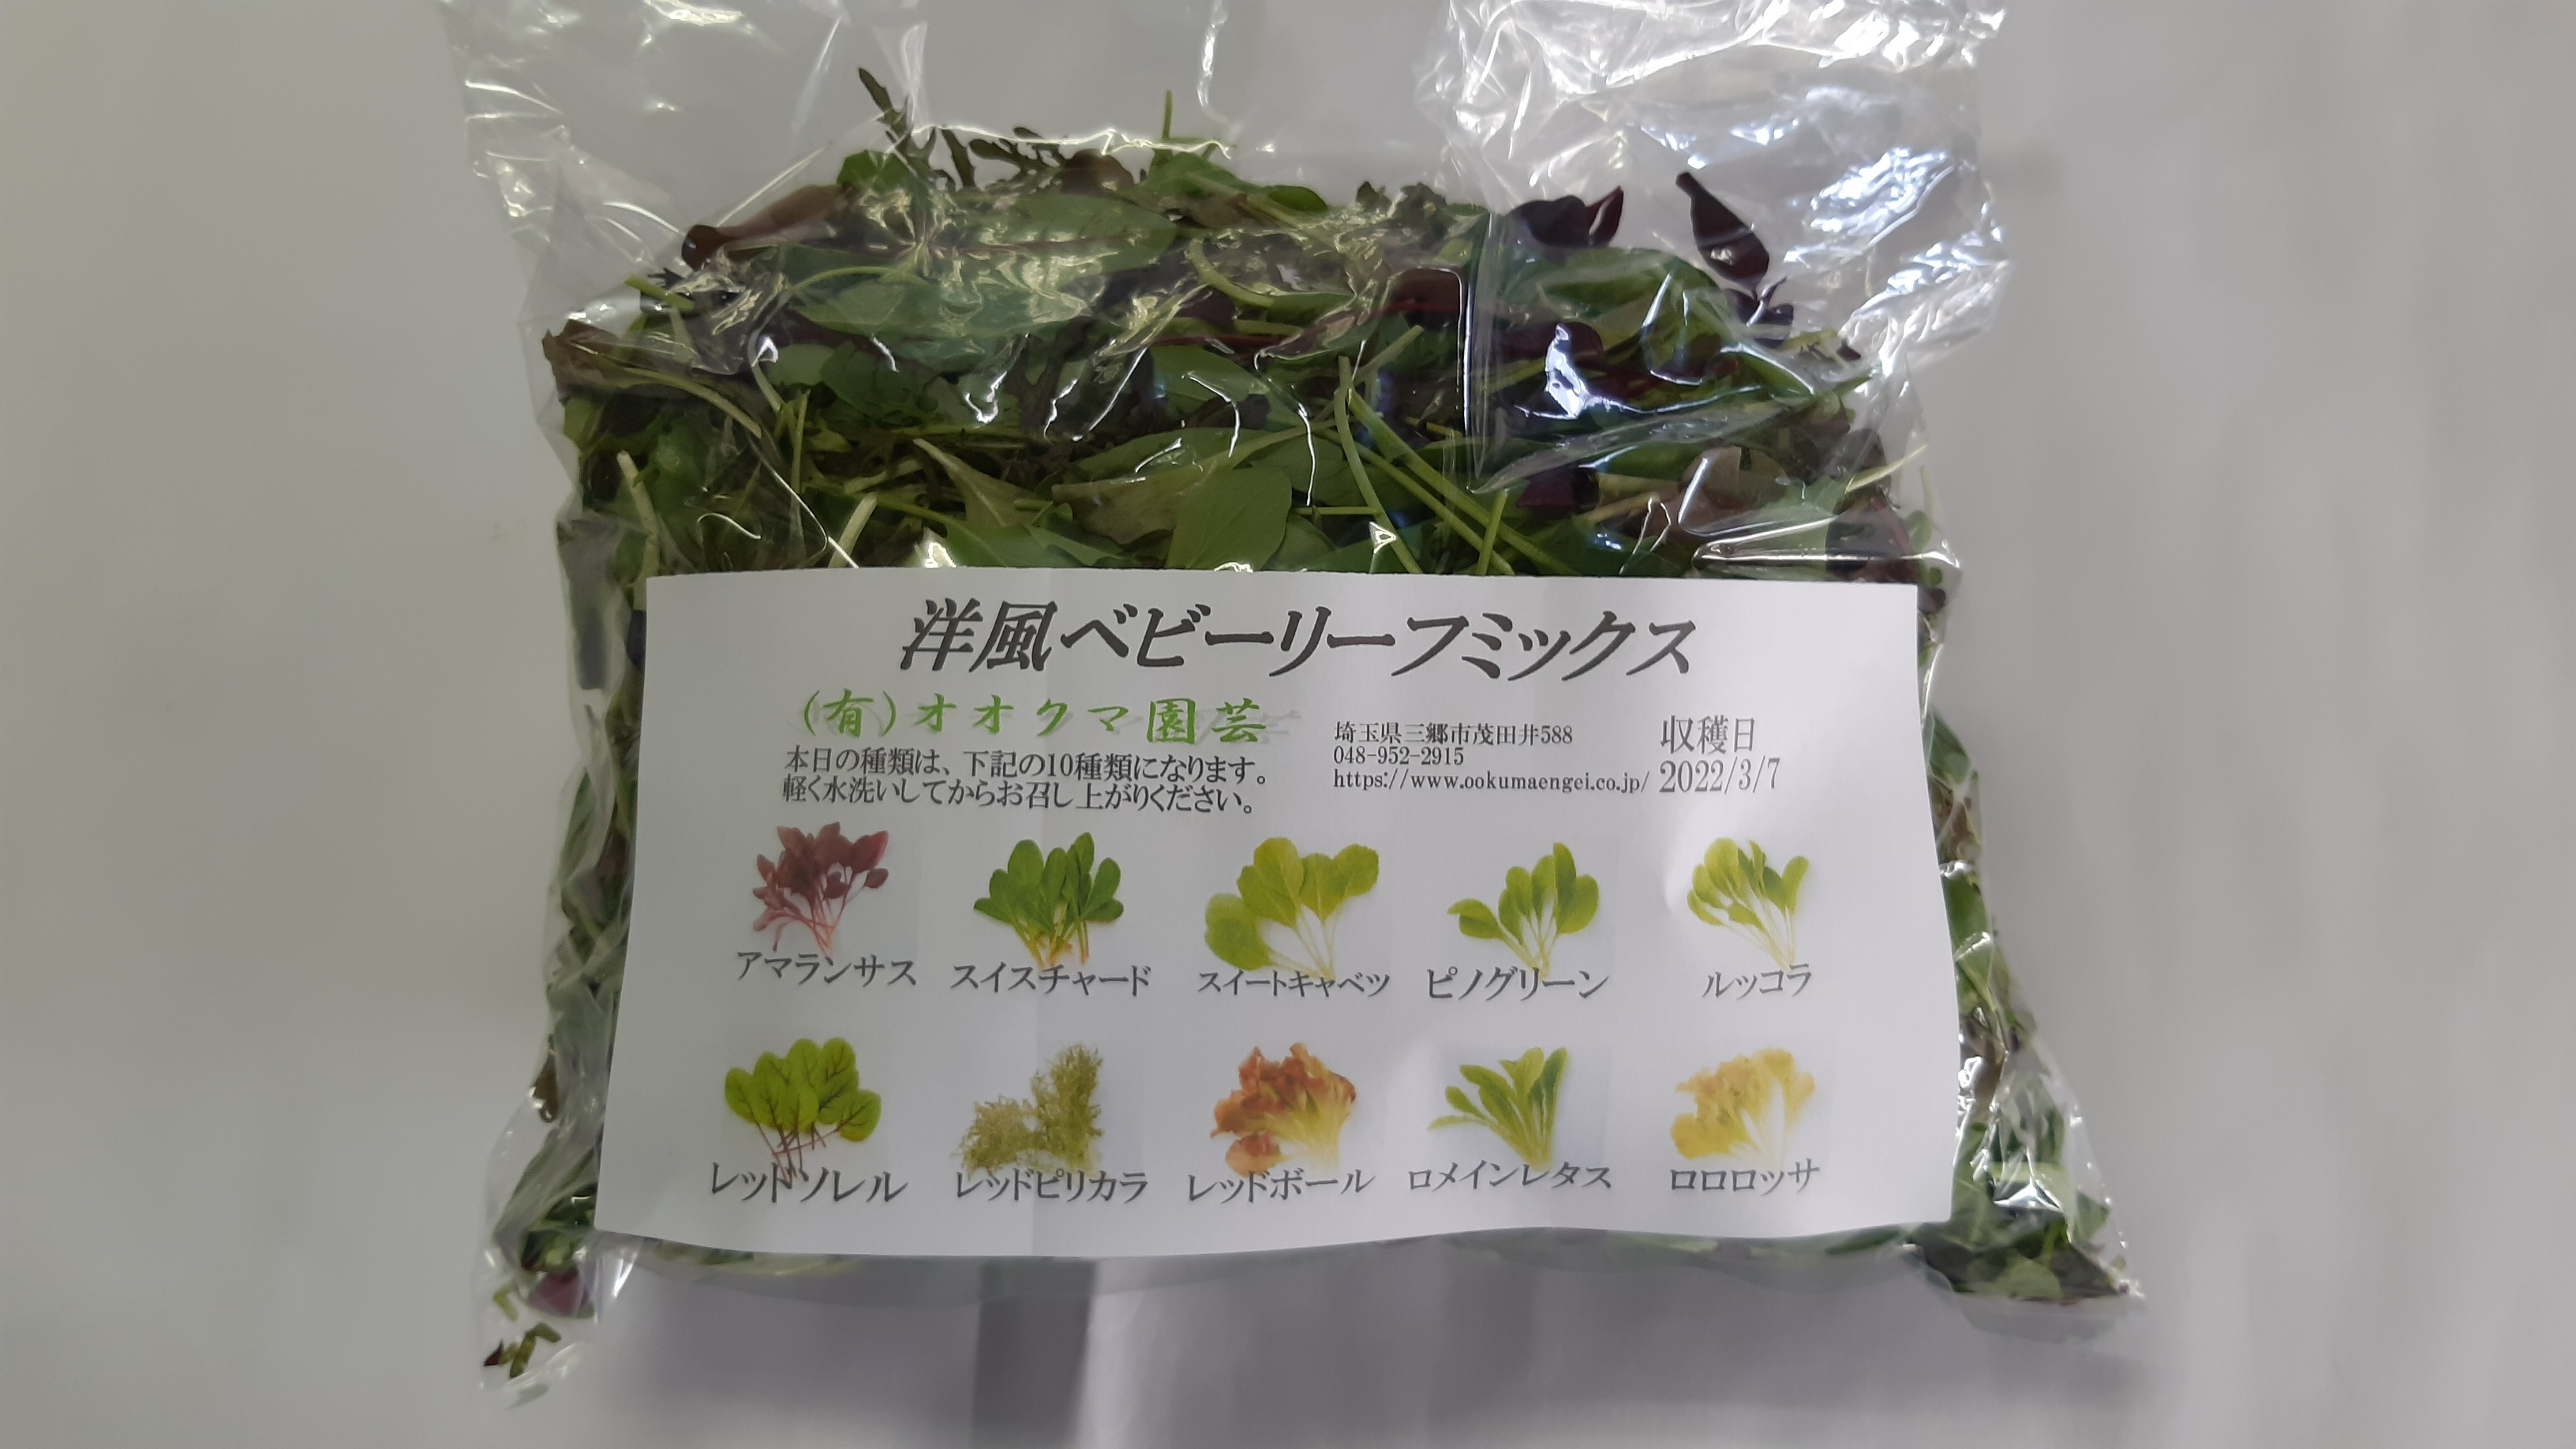 洋風ベビーリーフミックス
(有)オオクマ園芸
本日の種類は、下記の10種類になります。
軽く水洗いしてからお召し上がりください。
埼玉県三郷市茂田井588
048-952-2915
https://www.ookumaengei.co.jp/
収穫日
2022/3/7
アマランサス
スイスチャード
スイートキャベツ
ピノグリーン
ルッコラ
レッドソレル
レッドピリカラ
レッドボール
ロメインレタス
ロロロッサ